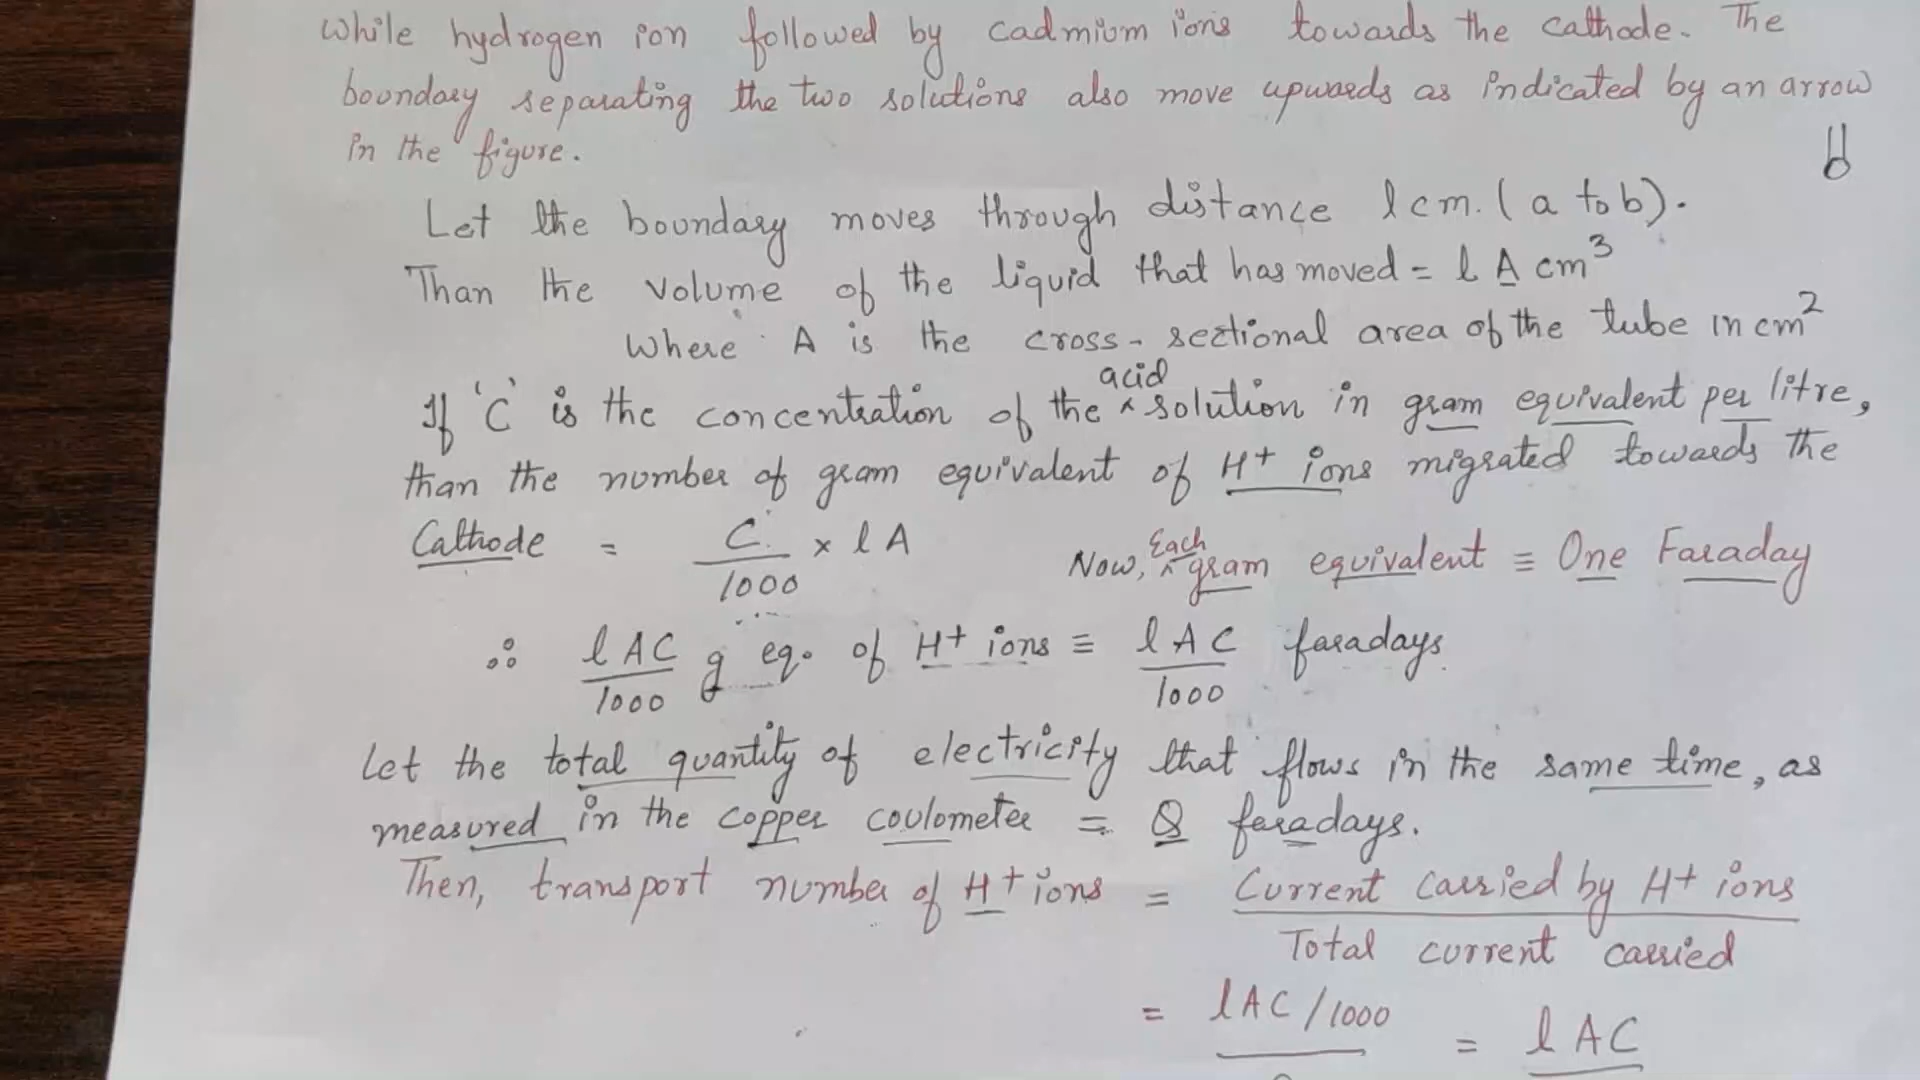 While hydrogen ion followed by cadmium ions towards the cathode. The
boundary separating the two solutions also move upwards as indicated by an arrow
in the figure.
b
Let the boundary moves through distance l cm. (a to b).
Than the volume of the liquid that has moved = l A cm³
Where A is the cross-sectional area of the tube in cm²
acid
If 'C' is the concentration of the ^ solution in gram equivalent per litre,
than the number of gram equivalent of H+ ions migrated towards the
Cathode = C/1000 × l A Now, Each ^ gram equivalent ≡ One Faraday
∴ l A C/1000 g eq. of H+ ions ≡ l A C/1000 faradays.
Let the total quantity of electricity that flows in the same time, as
measured in the copper coulometer = Q faradays.
Then, transport number of H+ ions = Current carried by H+ ions
Total current carried
= l A C / 1000 = l A C